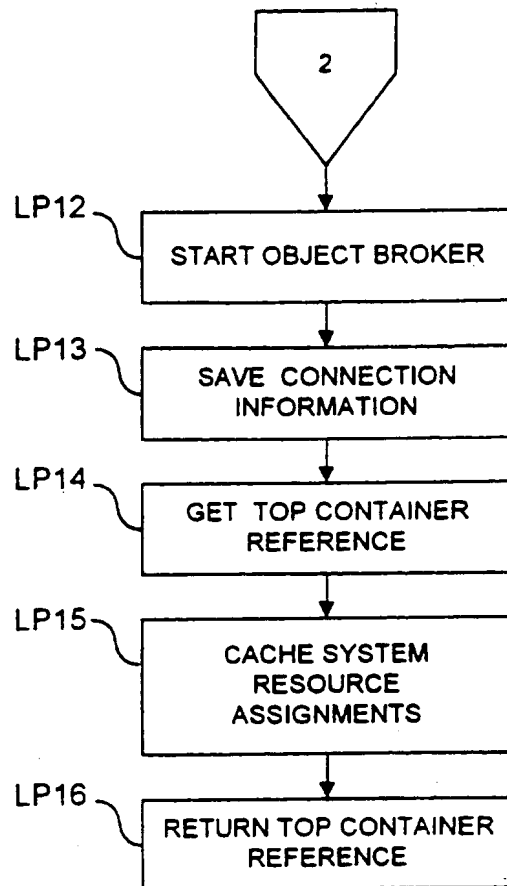 2
LP12
START OBJECT BROKER
LP13
SAVE CONNECTION
INFORMATION
LP14
GET TOP CONTAINER
REFERENCE
LP15
CACHE SYSTEM
RESOURCE
ASSIGNMENTS
LP16
RETURN TOP CONTAINER
REFERENCE